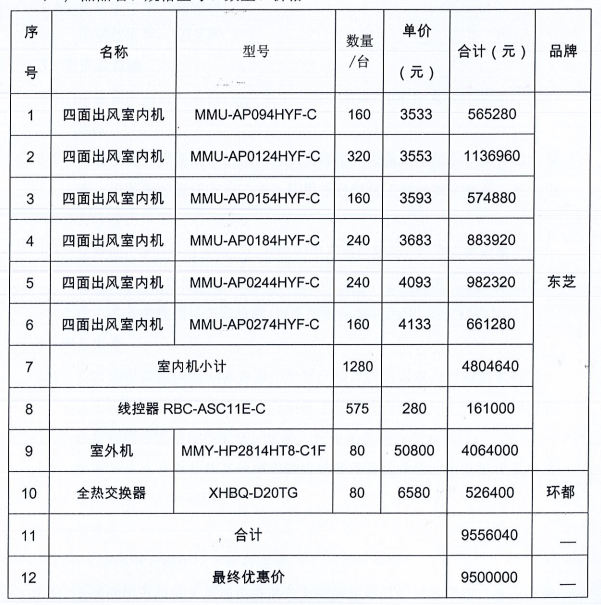 序号 名称 型号 数量/台 单价（元） 合计（元） 品牌
1 四面出风室内机 MMU-AP094HYF-C 160 3533 565280 东芝
2 四面出风室内机 MMU-AP0124HYF-C 320 3553 1136960
3 四面出风室内机 MMU-AP0154HYF-C 160 3593 574880
4 四面出风室内机 MMU-AP0184HYF-C 240 3683 883920
5 四面出风室内机 MMU-AP0244HYF-C 240 4093 982320
6 四面出风室内机 MMU-AP0274HYF-C 160 4133 661280
7 室内机小计 1280 4804640
8 线控器 RBC-ASC11E-C 575 280 161000
9 室外机 MMY-HP2814HT8-C1F 80 50800 4064000
10 全热交换器 XHBQ-D20TG 80 6580 526400 环都
11 合计 9556040 —
12 最终优惠价 9500000 —